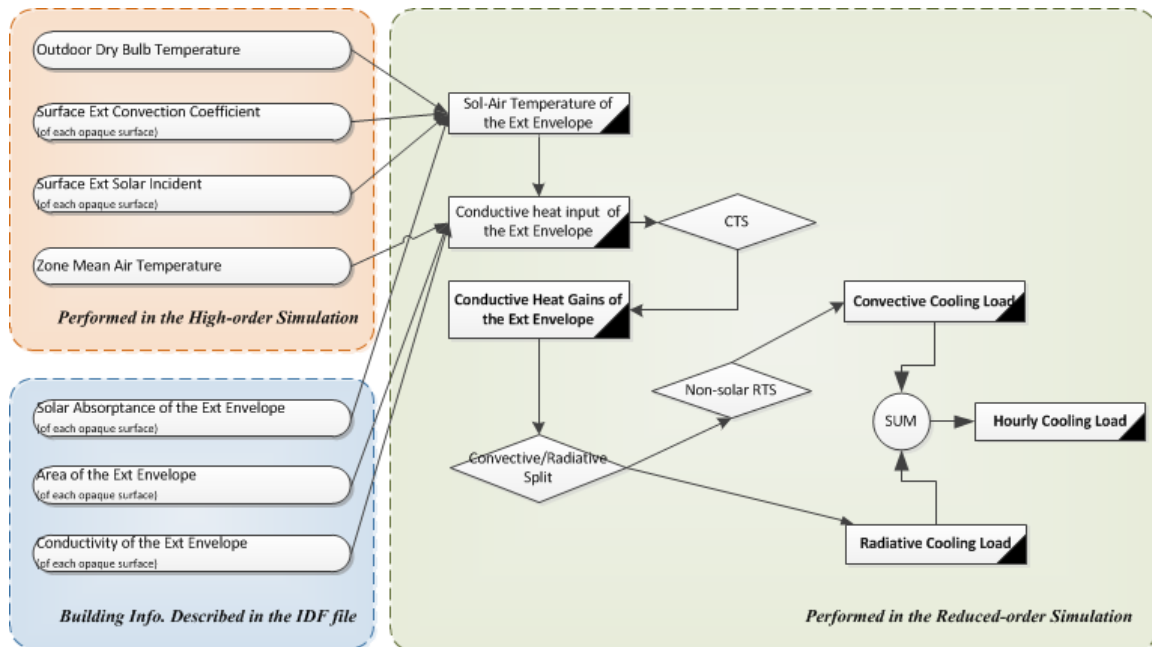 Outdoor Dry Bulb Temperature
Surface Ext Convection Coefficient
(of each opaque surface)
Surface Ext Solar Incident
(of each opaque surface)
Zone Mean Air Temperature
Performed in the High-order Simulation
Solar Absorptance of the Ext Envelope
(of each opaque surface)
Area of the Ext Envelope
(of each opaque surface)
Conductivity of the Ext Envelope
(of each opaque surface)
Building Info. Described in the IDF file
Sol-Air Temperature of
the Ext Envelope
Conductive heat input of
the Ext Envelope
CTS
Conductive Heat Gains of
the Ext Envelope
Convective/Radiative
Split
Non-solar RTS
Convective Cooling Load
SUM
Hourly Cooling Load
Radiative Cooling Load
Performed in the Reduced-order Simulation